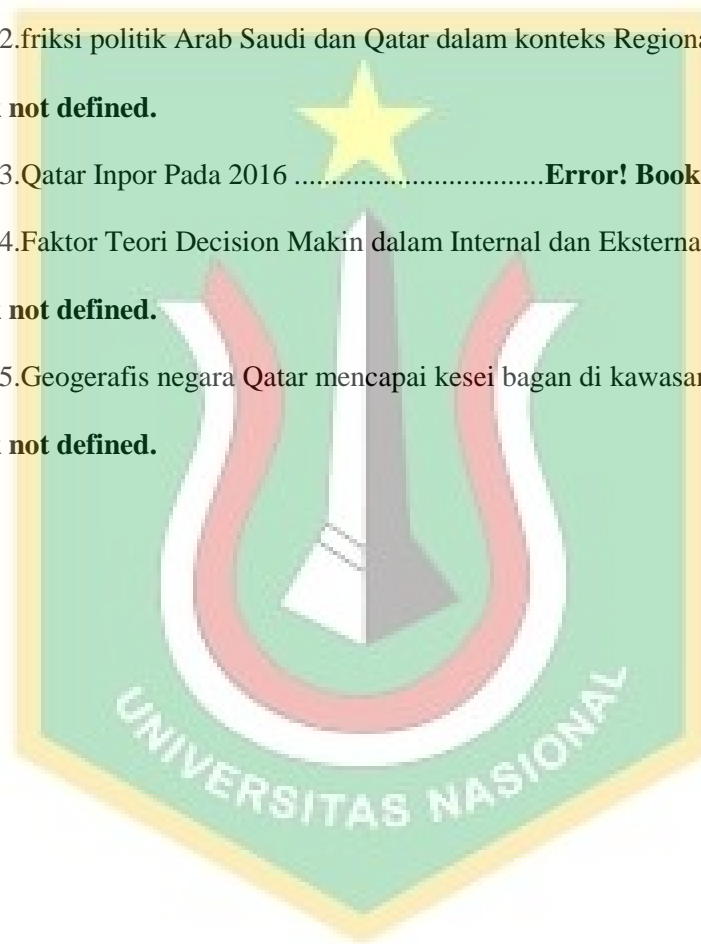 2.friksi politik Arab Saudi dan Qatar dalam konteks Regiona
not defined.
3.Qatar Inpor Pada 2016 ................................Error! Book
4.Faktor Teori Decision Makin dalam Internal dan Eksterna
not defined.
5.Geogerafis negara Qatar mencapai kesei bagan di kawasan
not defined.
UNIVERSITAS NASIONAL